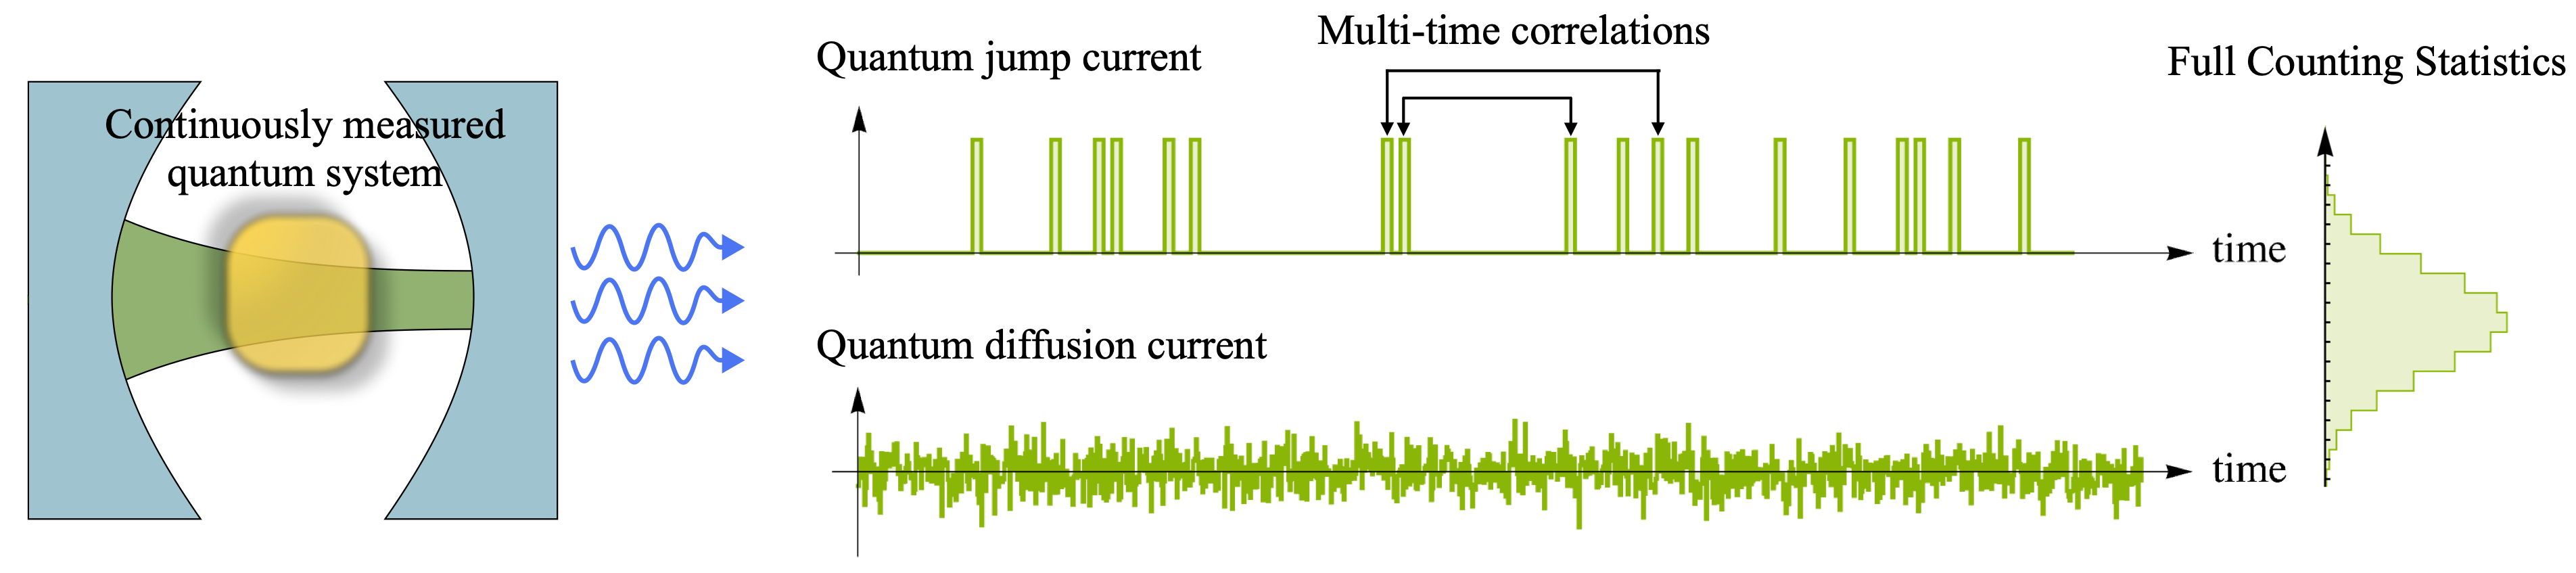 Continuously measured
quantum system
Quantum jump current
Multi-time correlations
time
Quantum diffusion current
time
Full Counting Statistics